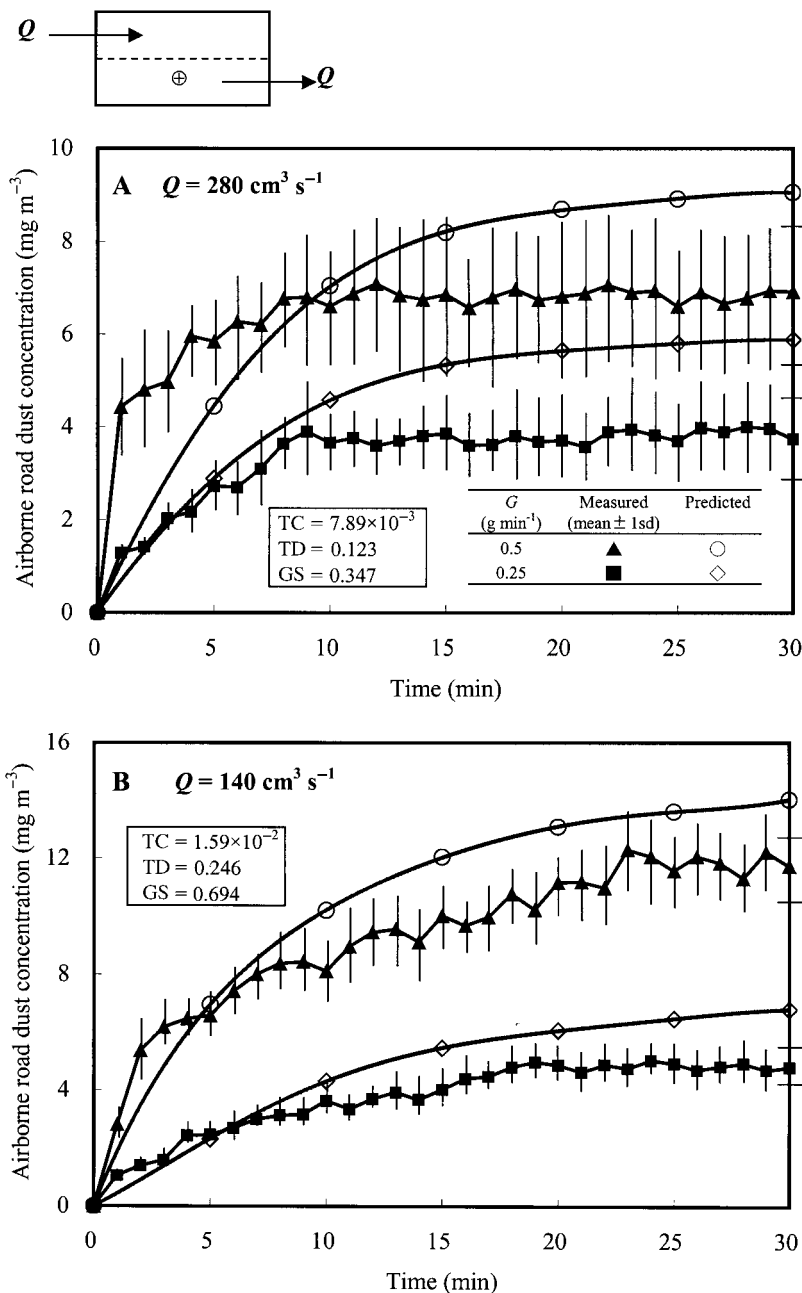 Q
Q
A Q = 280 cm³ s⁻¹
Airborne road dust concentration (mg m⁻³)
10
8
6
4
2
0
TC = 7.89×10⁻³
TD = 0.123
GS = 0.347
G Measured Predicted
(g min⁻¹) (mean ± 1sd)
0.5
0.25
0 5 10 15 20 25 30
Time (min)
B Q = 140 cm³ s⁻¹
Airborne road dust concentration (mg m⁻³)
16
12
8
4
0
TC = 1.59×10⁻²
TD = 0.246
GS = 0.694
0 5 10 15 20 25 30
Time (min)